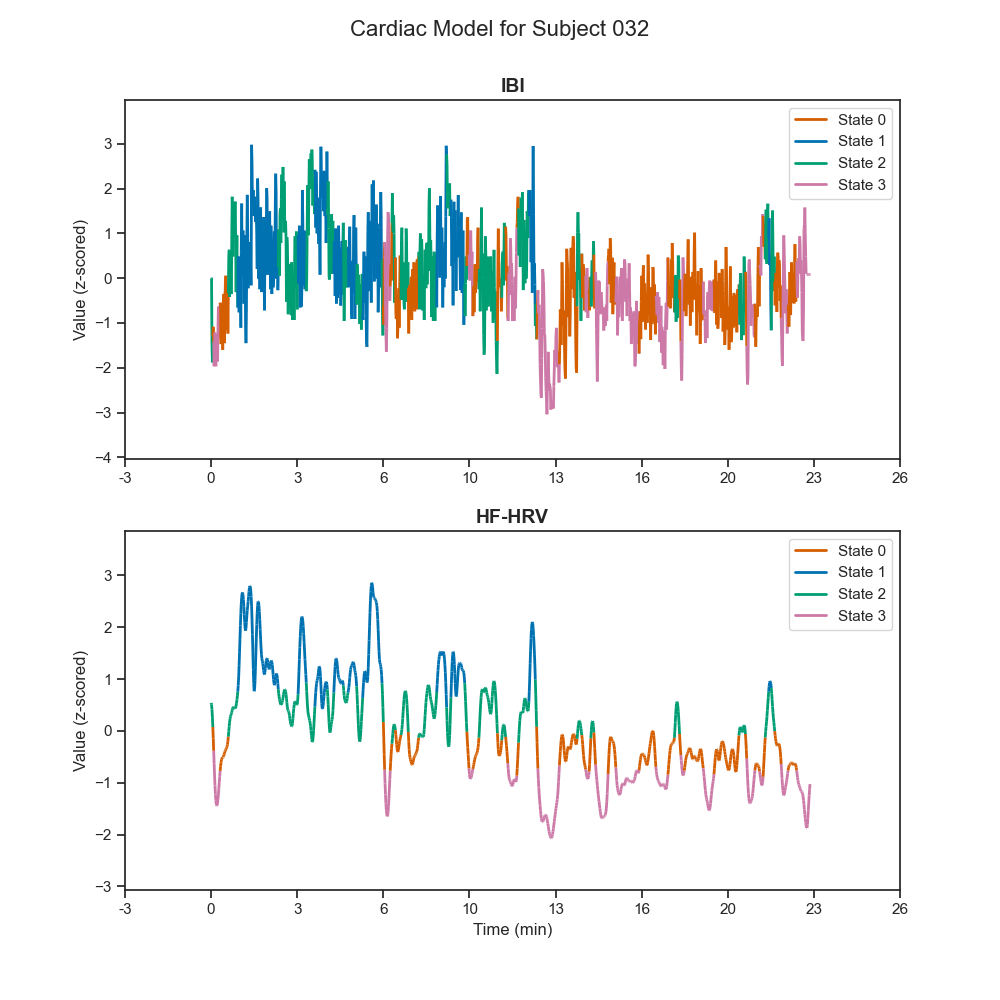 Cardiac Model for Subject 032
IBI
Value (z-scored)
3
2
1
0
−1
−2
−3
−4
-3
0
3
6
10
13
16
20
23
26
State 0
State 1
State 2
State 3
HF-HRV
Value (z-scored)
3
2
1
0
−1
−2
−3
-3
0
3
6
10
13
16
20
23
26
State 0
State 1
State 2
State 3
Time (min)